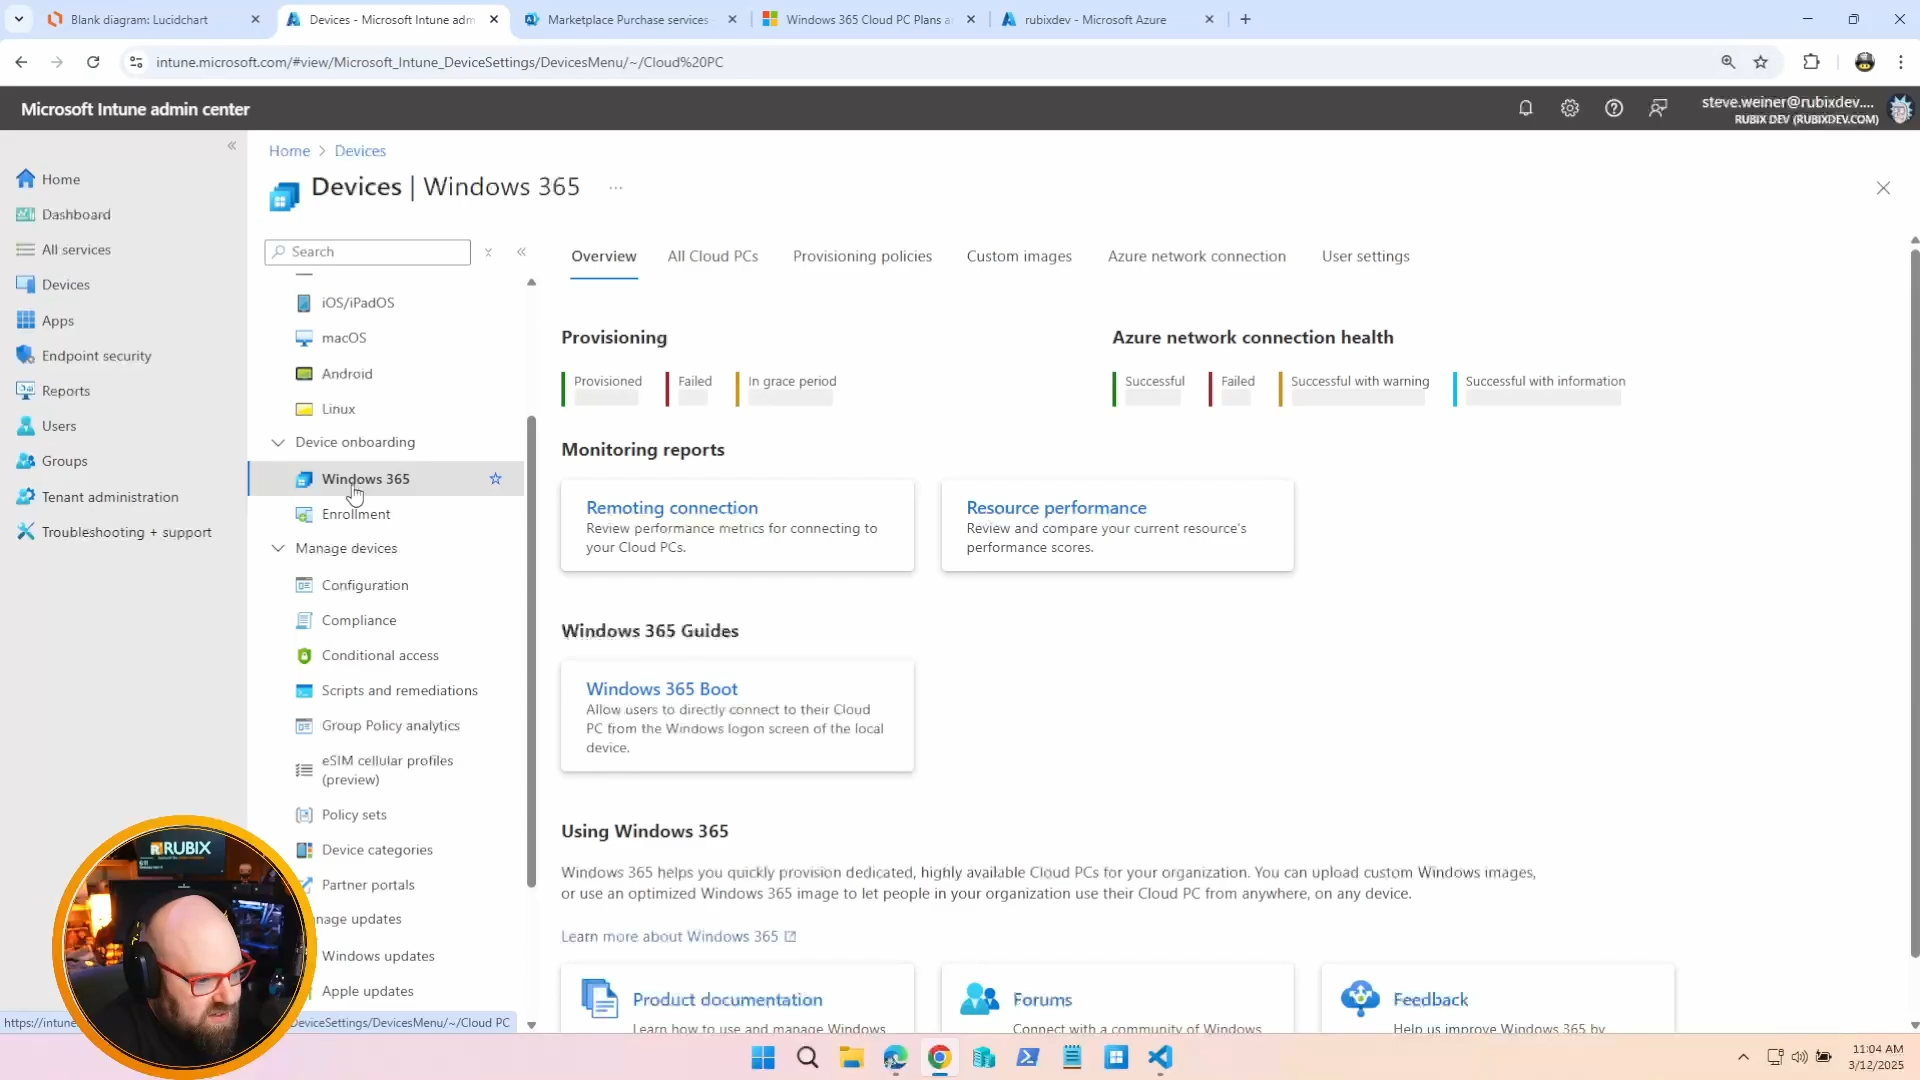 Blank diagram: Lucidchart
Devices - Microsoft Intune adm
Marketplace Purchase services
Windows 365 Cloud PC Plans a
rubixdev - Microsoft Azure
intune.microsoft.com/#view/Microsoft_Intune_DeviceSettings/DevicesMenu/~/Cloud%20PC
Microsoft Intune admin center
steve.weiner@rubixdev....
RUBIX DEV (RUBIXDEV.COM)
Home
Dashboard
All services
Devices
Apps
Endpoint security
Reports
Users
Groups
Tenant administration
Troubleshooting + support
Home > Devices
Devices | Windows 365
Search
iOS/iPadOS
macOS
Android
Linux
Device onboarding
Windows 365
Enrollment
Manage devices
Configuration
Compliance
Conditional access
Scripts and remediations
Group Policy analytics
eSIM cellular profiles
(preview)
Policy sets
Device categories
Partner portals
nage updates
Windows updates
Apple updates
Overview
All Cloud PCs
Provisioning policies
Custom images
Azure network connection
User settings
Provisioning
Provisioned
Failed
In grace period
Azure network connection health
Successful
Failed
Successful with warning
Successful with information
Monitoring reports
Remoting connection
Review performance metrics for connecting to
your Cloud PCs.
Resource performance
Review and compare your current resource's
performance scores.
Windows 365 Guides
Windows 365 Boot
Allow users to directly connect to their Cloud
PC from the Windows logon screen of the local
device.
Using Windows 365
Windows 365 helps you quickly provision dedicated, highly available Cloud PCs for your organization. You can upload custom Windows images,
or use an optimized Windows 365 image to let people in your organization use their Cloud PC from anywhere, on any device.
Learn more about Windows 365
Product documentation
Learn how to use and manage Windows
Forums
Connect with a community of Windows
Feedback
Help us improve Windows 365 by
RUBIX
https://intune
DeviceSettings/DevicesMenu/~/Cloud PC
11:04 AM
3/12/2025